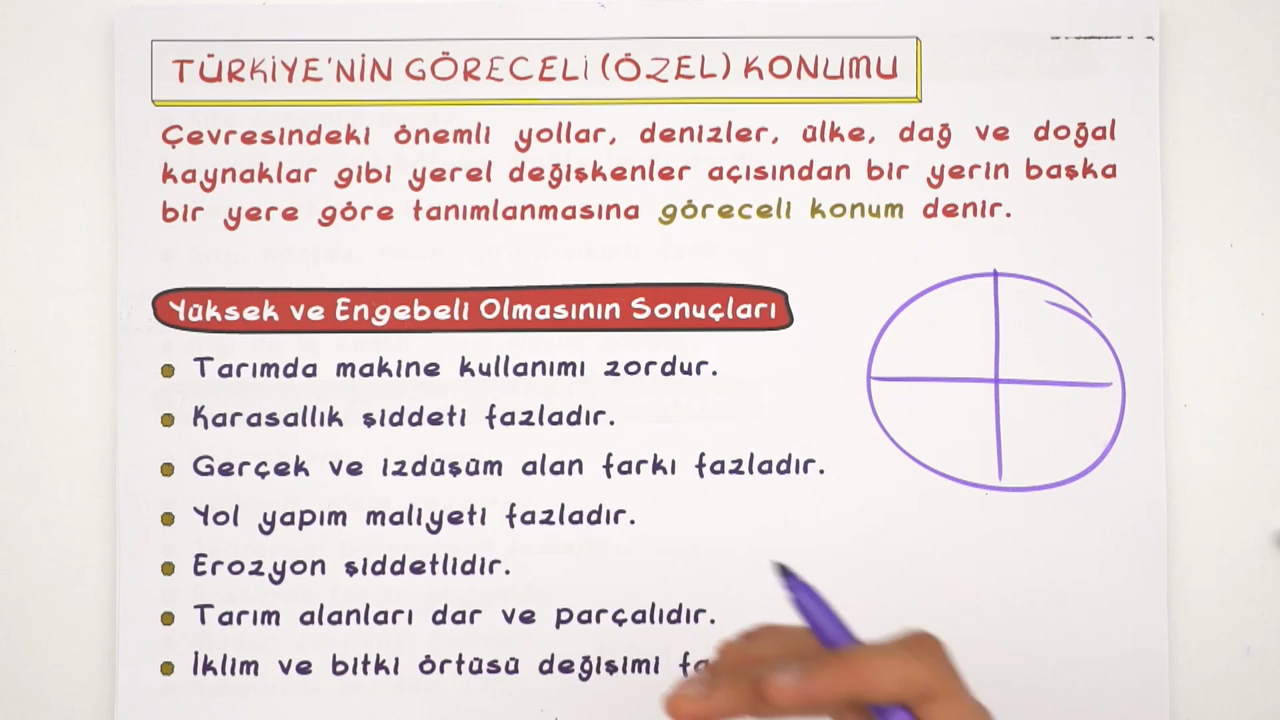 TÜRKİYE'NİN GÖRECELİ (ÖZEL) KONUMU
Çevresindeki önemli yollar, denizler, ülke, dağ ve doğal
kaynaklar gibi yerel değişkenler açısından bir yerin başka
bir yere göre tanımlanmasına göreceli konum denir.
Yüksek ve Engebeli Olmasının Sonuçları
Tarımda makine kullanımı zordur.
Karasallık şiddeti fazladır.
Gerçek ve izdüşüm alan farkı fazladır.
Yol yapım maliyeti fazladır.
Erozyon şiddetlidir.
Tarım alanları dar ve parçalıdır.
İklim ve bitki örtüsü değişimi